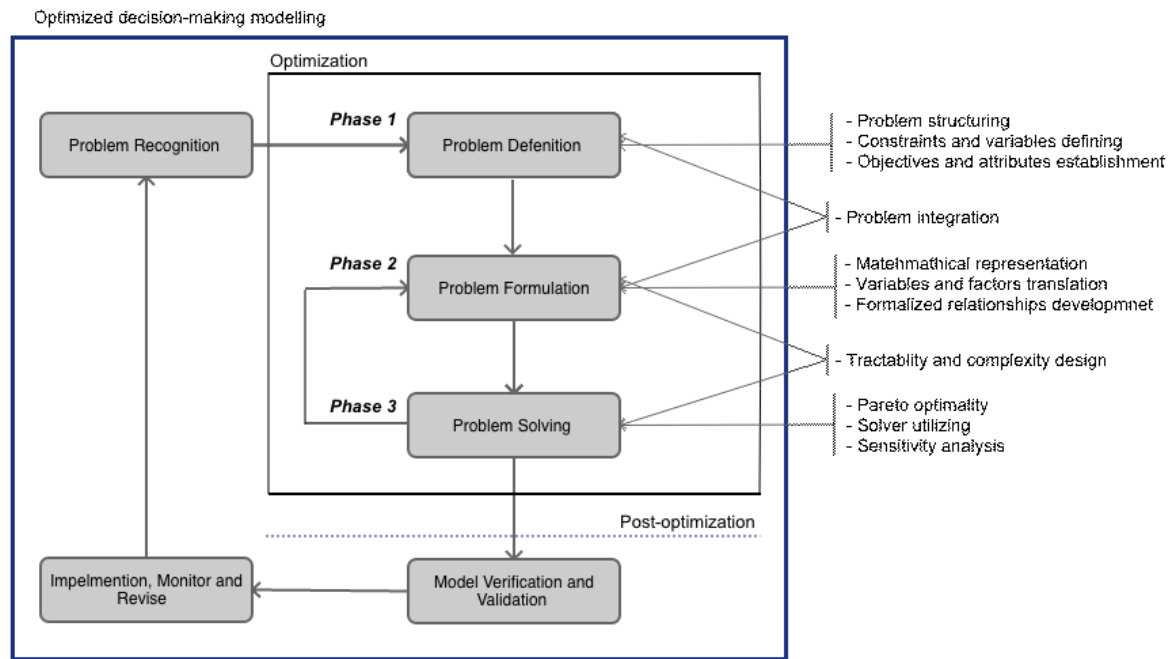 Optimized decision-making modelling
Optimization
Phase 1
Problem Recognition
Problem Defenition
- Problem structuring
- Constraints and variables defining
- Objectives and attributes establishment
- Problem integration
Phase 2
Problem Formulation
- Matehmathical representation
- Variables and factors translation
- Formalized relationships developmnet
- Tractablity and complexity design
Phase 3
Problem Solving
- Pareto optimality
- Solver utilizing
- Sensitivity analysis
Post-optimization
Impelmention, Monitor and
Revise
Model Verification and
Validation